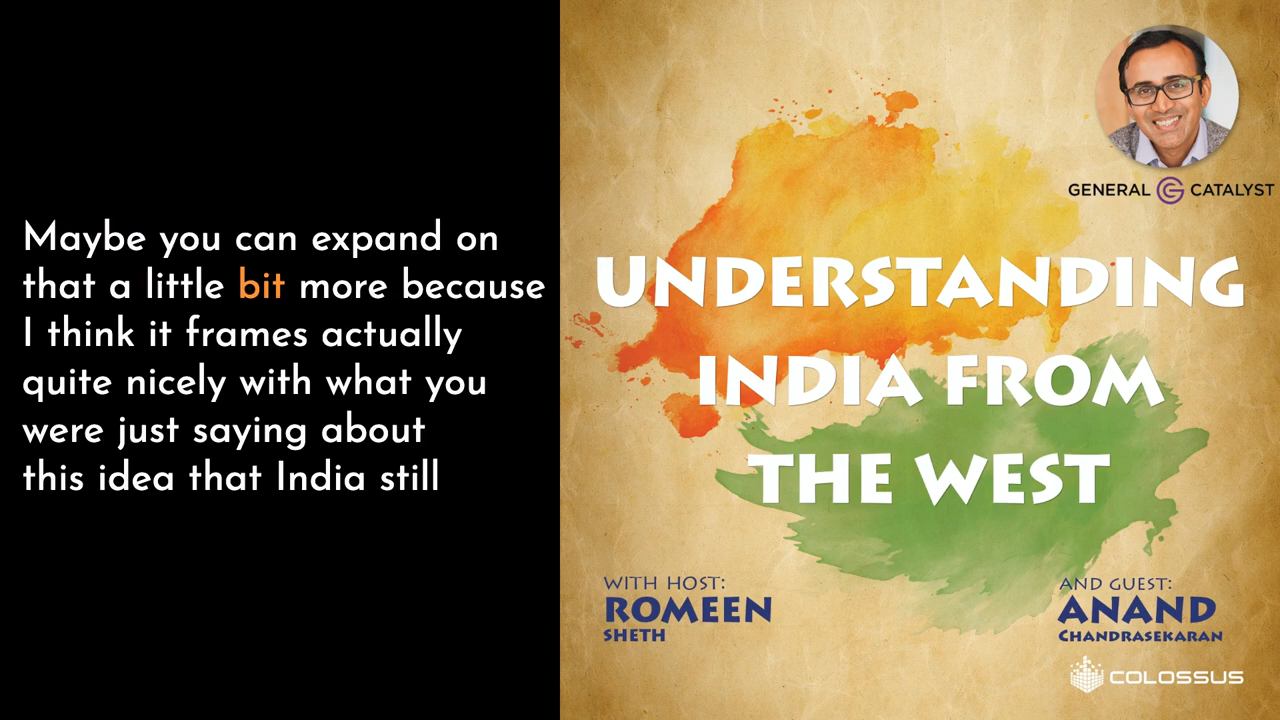 Maybe you can expand on
that a little bit more because
I think it frames actually
quite nicely with what you
were just saying about
this idea that India still
GENERAL CATALYST
UNDERSTANDING
INDIA FROM
THE WEST
WITH HOST:
ROMEEN
SHETH
AND GUEST:
ANAND
CHANDRASEKARAN
COLOSSUS